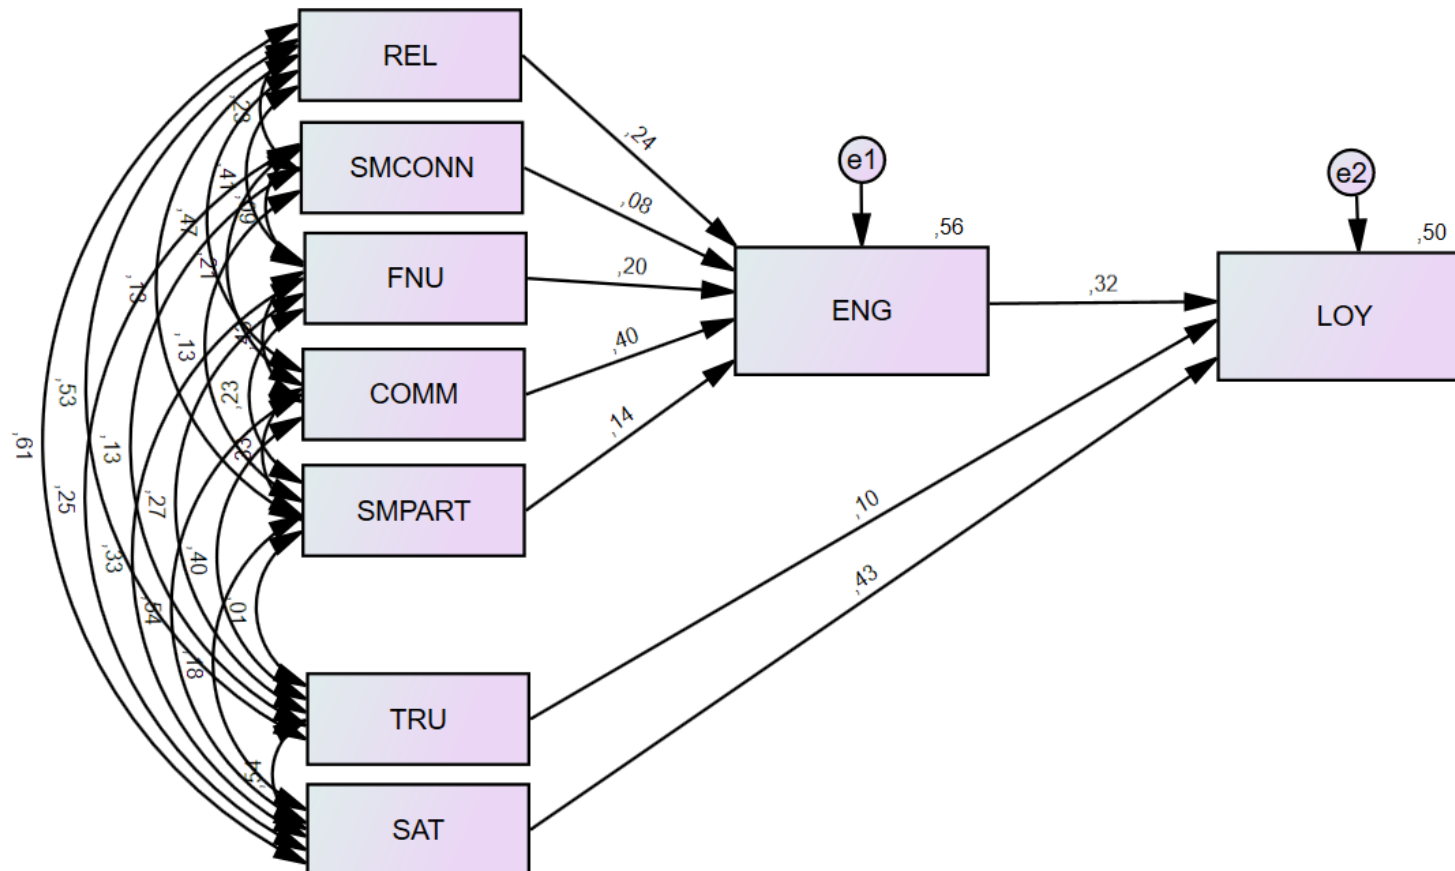 REL
,23
,24
SMCONN
e1
e2
,41
,09
,08
,47
,56
,50
,21
FNU
,20
ENG
,32
LOY
,13
,13
,40
COMM
,23
,53
,14
,61
,13
SMPART
,25
,27
,10
,33
,40
,43
,54
,01
,18
TRU
,54
SAT